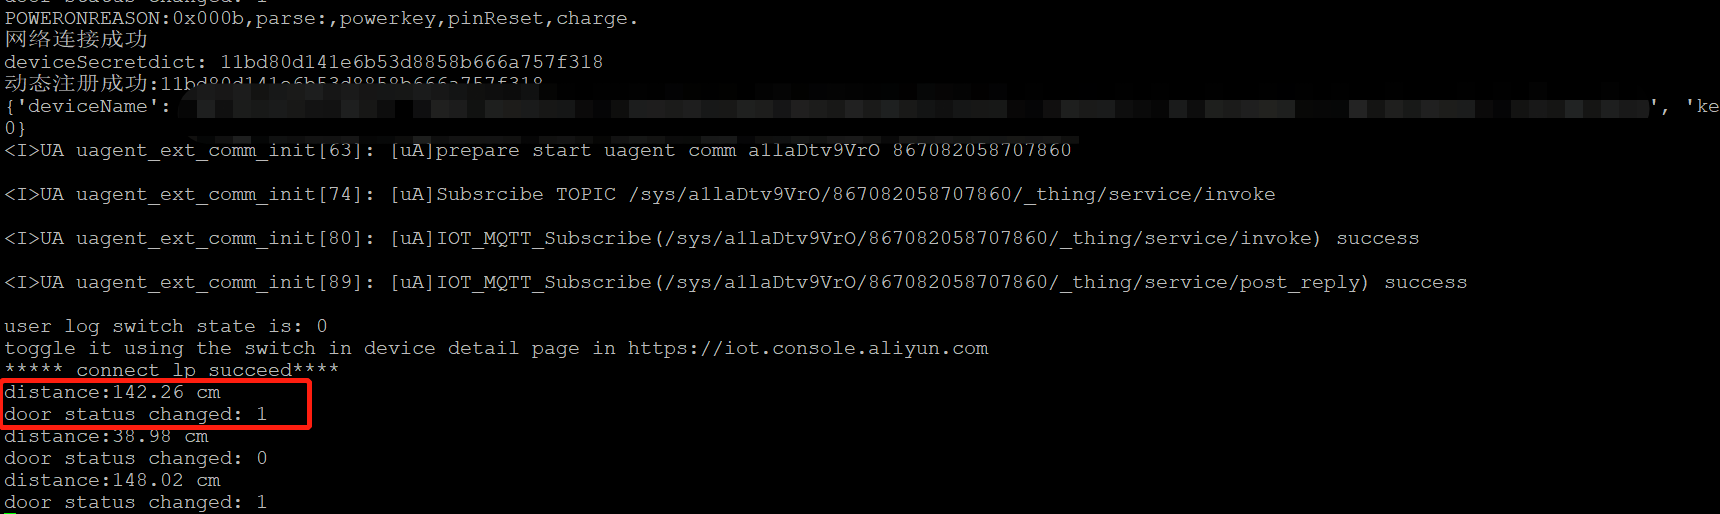 door status changed: 1
POWERONREASON:0x000b,parse:,powerkey,pinReset,charge.
网络连接成功
deviceSecretdict: 11bd80d141e6b53d8858b666a757f318
动态注册成功:11bd80d141e6b53d8858b666a757f318
{'deviceName': ', 'ke
0}
<I>UA uagent_ext_comm_init[63]: [uA]prepare start uagent comm a1laDtv9VrO 867082058707860
<I>UA uagent_ext_comm_init[74]: [uA]Subsrcibe TOPIC /sys/a1laDtv9VrO/867082058707860/_thing/service/invoke
<I>UA uagent_ext_comm_init[80]: [uA]IOT_MQTT_Subscribe(/sys/a1laDtv9VrO/867082058707860/_thing/service/invoke) success
<I>UA uagent_ext_comm_init[89]: [uA]IOT_MQTT_Subscribe(/sys/a1laDtv9VrO/867082058707860/_thing/service/post_reply) success
user log switch state is: 0
toggle it using the switch in device detail page in https://iot.console.aliyun.com
***** connect lp succeed****
distance:142.26 cm
door status changed: 1
distance:38.98 cm
door status changed: 0
distance:148.02 cm
door status changed: 1